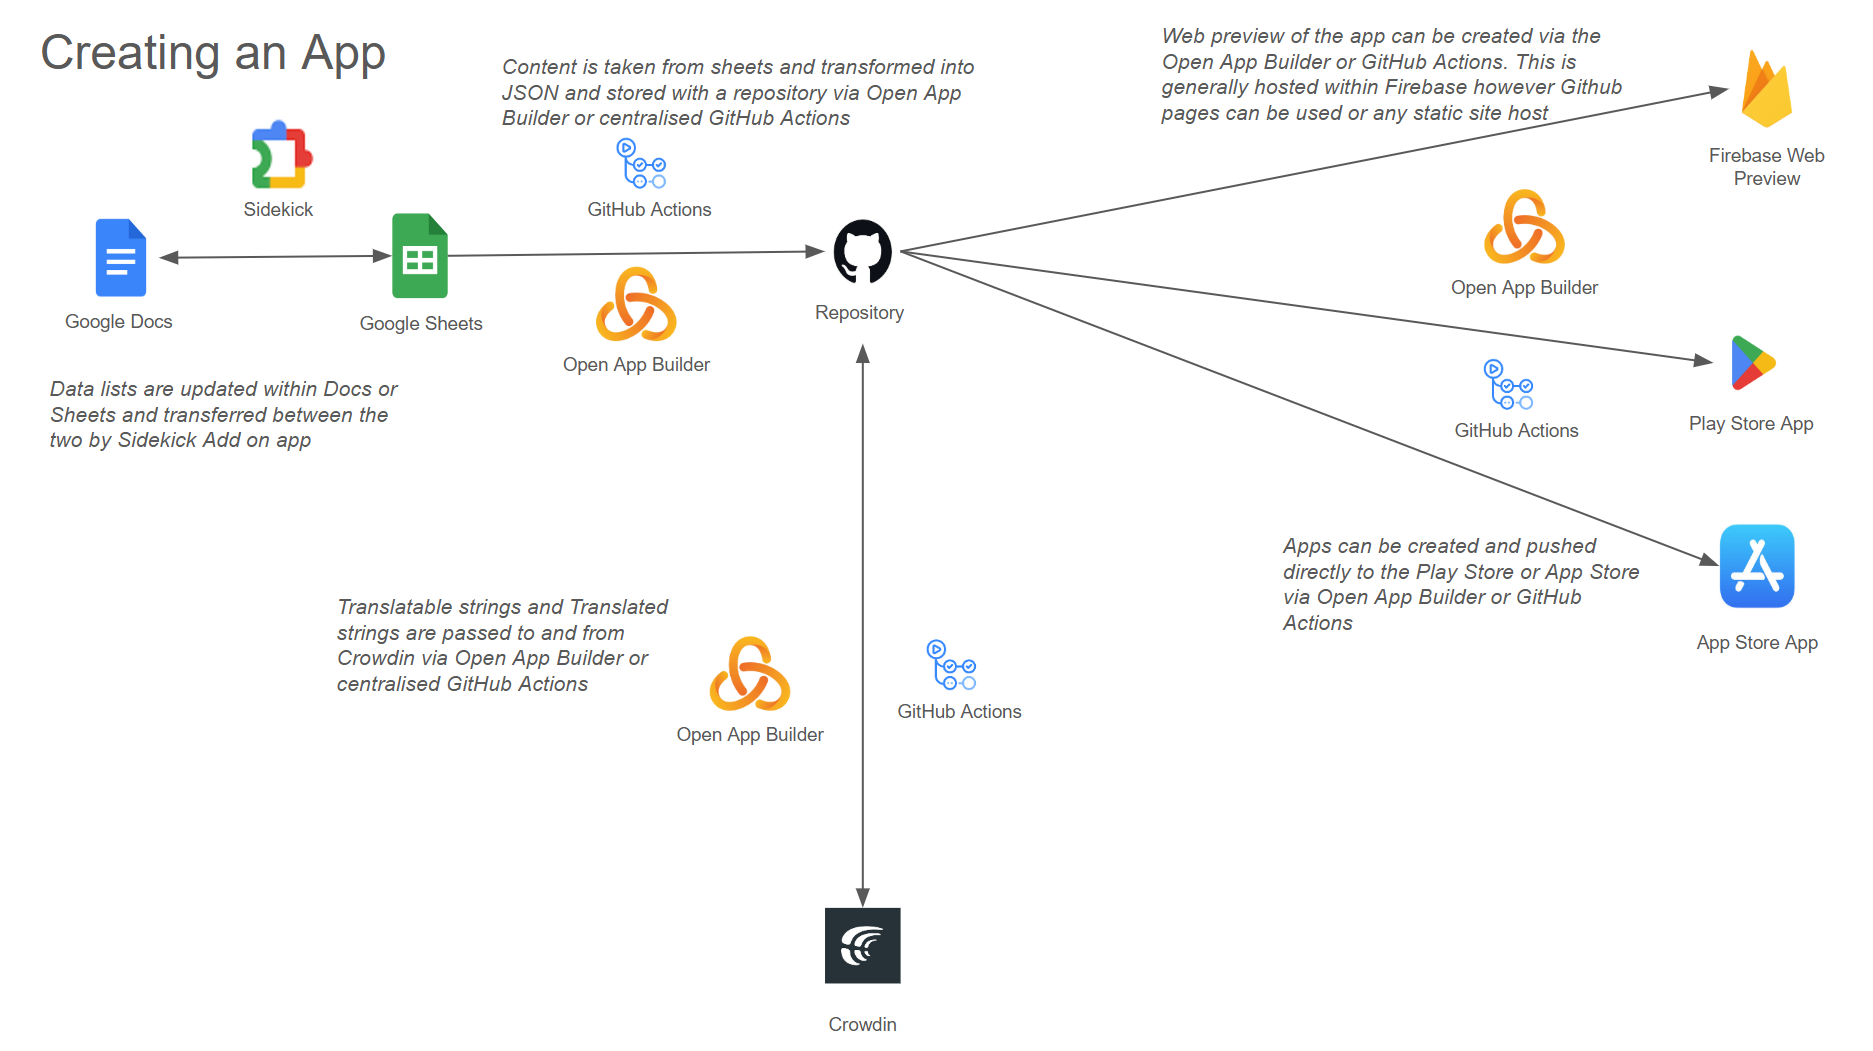 Creating an App
Content is taken from sheets and transformed into
JSON and stored with a repository via Open App
Builder or centralised GitHub Actions
Web preview of the app can be created via the
Open App Builder or GitHub Actions. This is
generally hosted within Firebase however Github
pages can be used or any static site host
Sidekick
GitHub Actions
Firebase Web
Preview
Google Docs
Google Sheets
Open App Builder
Repository
Open App Builder
Data lists are updated within Docs or
Sheets and transferred between the
two by Sidekick Add on app
GitHub Actions
Play Store App
Apps can be created and pushed
directly to the Play Store or App Store
via Open App Builder or GitHub
Actions
App Store App
Translatable strings and Translated
strings are passed to and from
Crowdin via Open App Builder or
centralised GitHub Actions
Open App Builder
GitHub Actions
Crowdin